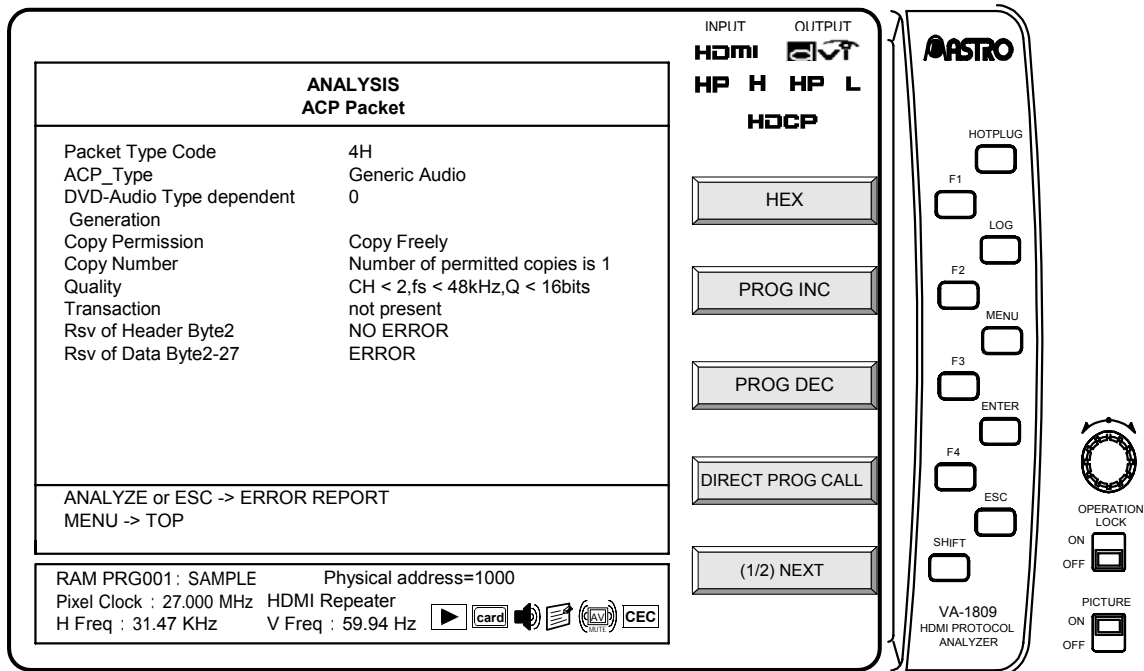 ANALYSIS
ACP Packet
Packet Type Code 4H
ACP_Type Generic Audio
DVD-Audio Type dependent 0
Generation
Copy Permission Copy Freely
Copy Number Number of permitted copies is 1
Quality CH < 2,fs < 48kHz,Q < 16bits
Transaction not present
Rsv of Header Byte2 NO ERROR
Rsv of Data Byte2-27 ERROR
ANALYZE or ESC -> ERROR REPORT
MENU -> TOP
RAM PRG001 : SAMPLE Physical address=1000
Pixel Clock : 27.000 MHz HDMI Repeater
H Freq : 31.47 KHz V Freq : 59.94 Hz
card
AV
MUTE
CEC
INPUT OUTPUT
HDMI DVI
HP H HP L
HDCP
HEX
PROG INC
PROG DEC
DIRECT PROG CALL
(1/2) NEXT
ASTRO
HOTPLUG
F1
LOG
F2
MENU
F3
ENTER
F4
ESC
SHIFT
VA-1809
HDMI PROTOCOL
ANALYZER
OPERATION
LOCK
ON
OFF
PICTURE
ON
OFF